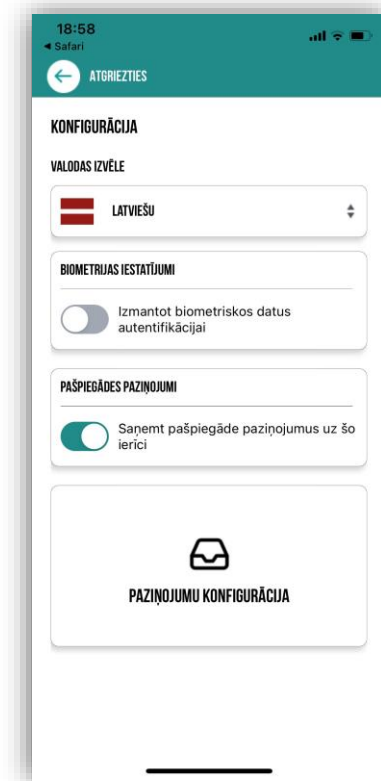 18:58
◀ Safari
ATGRIEZTIES
KONFIGURĀCIJA
VALODAS IZVĒLE
LATVIEŠU
BIOMETRIJAS IESTATĪJUMI
Izmantot biometriskos datus
autentifikācijai
PAŠPIEGĀDES PAZIŅOJUMI
Saņemt pašpiegāde paziņojumus uz šo
ierīci
PAZIŅOJUMU KONFIGURĀCIJA